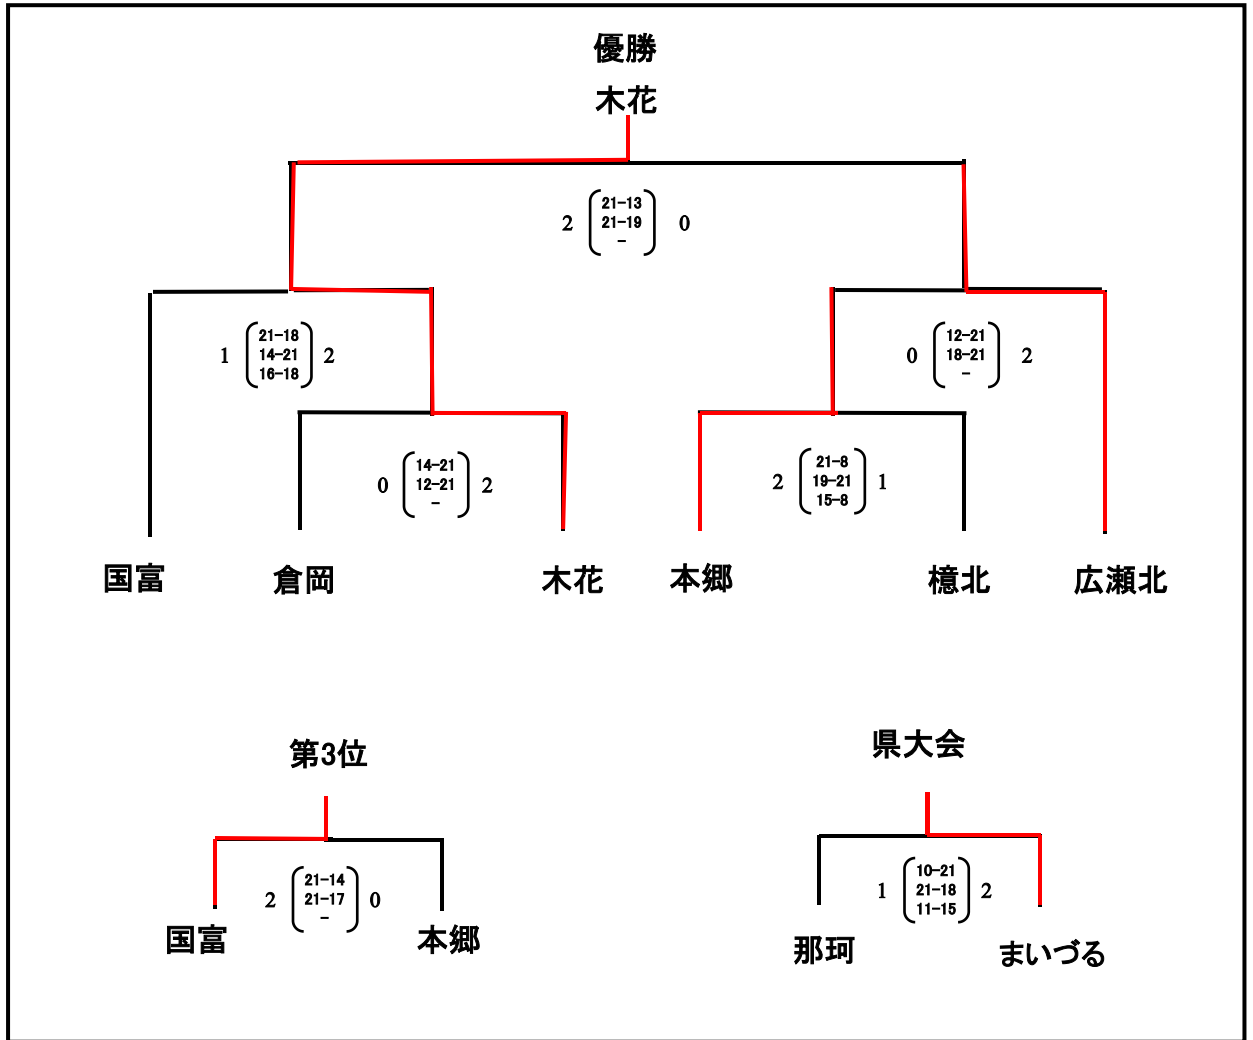 優勝
木花
2 21-13 0
21-19
-
1 21-18 2
14-21
16-18
0 12-21 2
18-21
-
0 14-21 2
12-21
-
2 21-8 1
19-21
15-8
国富 倉岡 木花 本郷 檍北 広瀬北
第3位
県大会
2 21-14 0
21-17
-
1 10-21 2
21-18
11-15
国富 本郷
那珂 まいづる